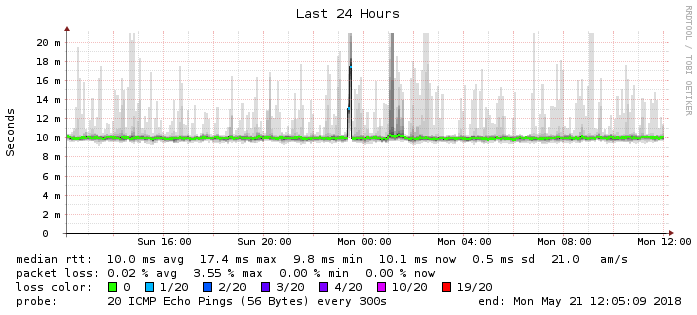 Last 24 Hours
RRDTOOL / TOBI OETIKER
Seconds
20 m
18 m
16 m
14 m
12 m
10 m
8 m
6 m
4 m
2 m
0
Sun 16:00 Sun 20:00 Mon 00:00 Mon 04:00 Mon 08:00 Mon 12:00
median rtt: 10.0 ms avg 17.4 ms max 9.8 ms min 10.1 ms now 0.5 ms sd 21.0 am/s
packet loss: 0.02 % avg 3.55 % max 0.00 % min 0.00 % now
loss color: 0 1/20 2/20 3/20 4/20 10/20 19/20
probe: 20 ICMP Echo Pings (56 Bytes) every 300s end: Mon May 21 12:05:09 2018